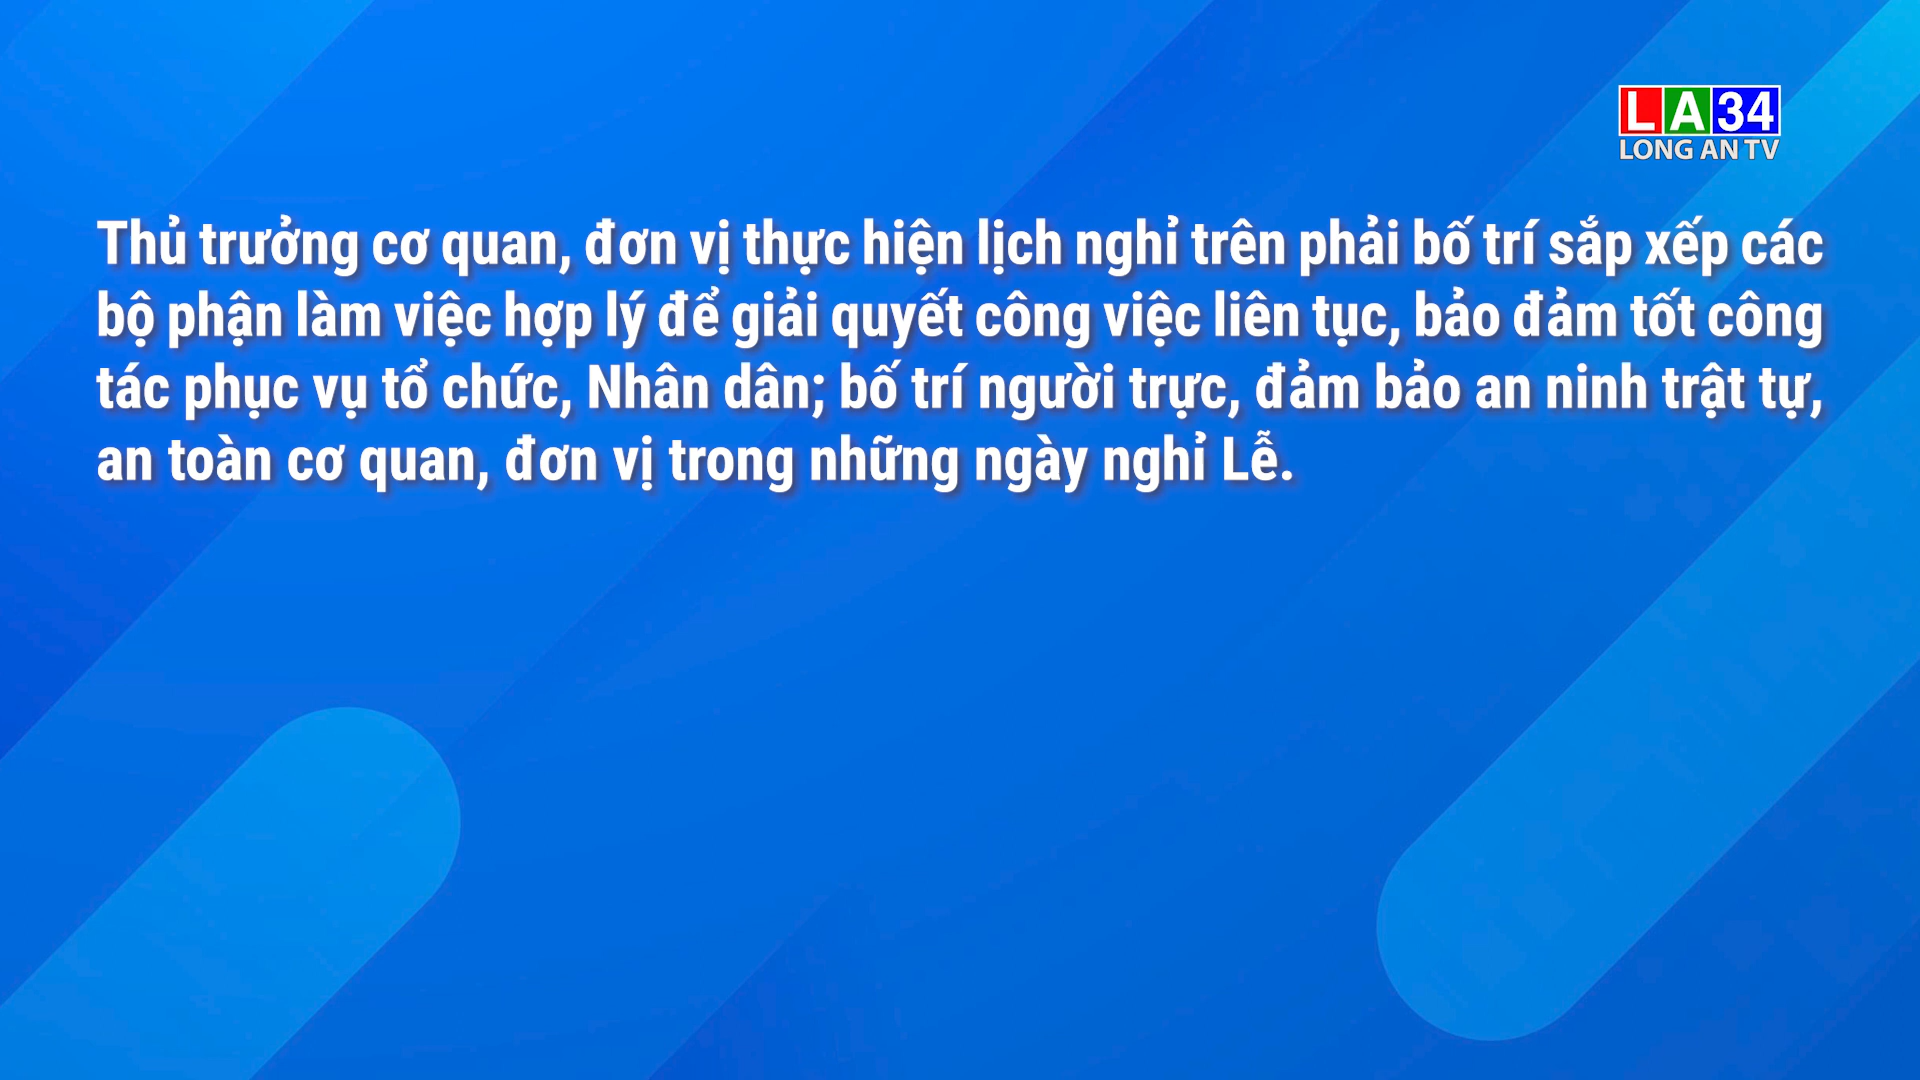 LA34
LONG AN TV
Thủ trưởng cơ quan, đơn vị thực hiện lịch nghỉ trên phải bố trí sắp xếp các
bộ phận làm việc hợp lý để giải quyết công việc liên tục, bảo đảm tốt công
tác phục vụ tổ chức, Nhân dân; bố trí người trực, đảm bảo an ninh trật tự,
an toàn cơ quan, đơn vị trong những ngày nghỉ Lễ.